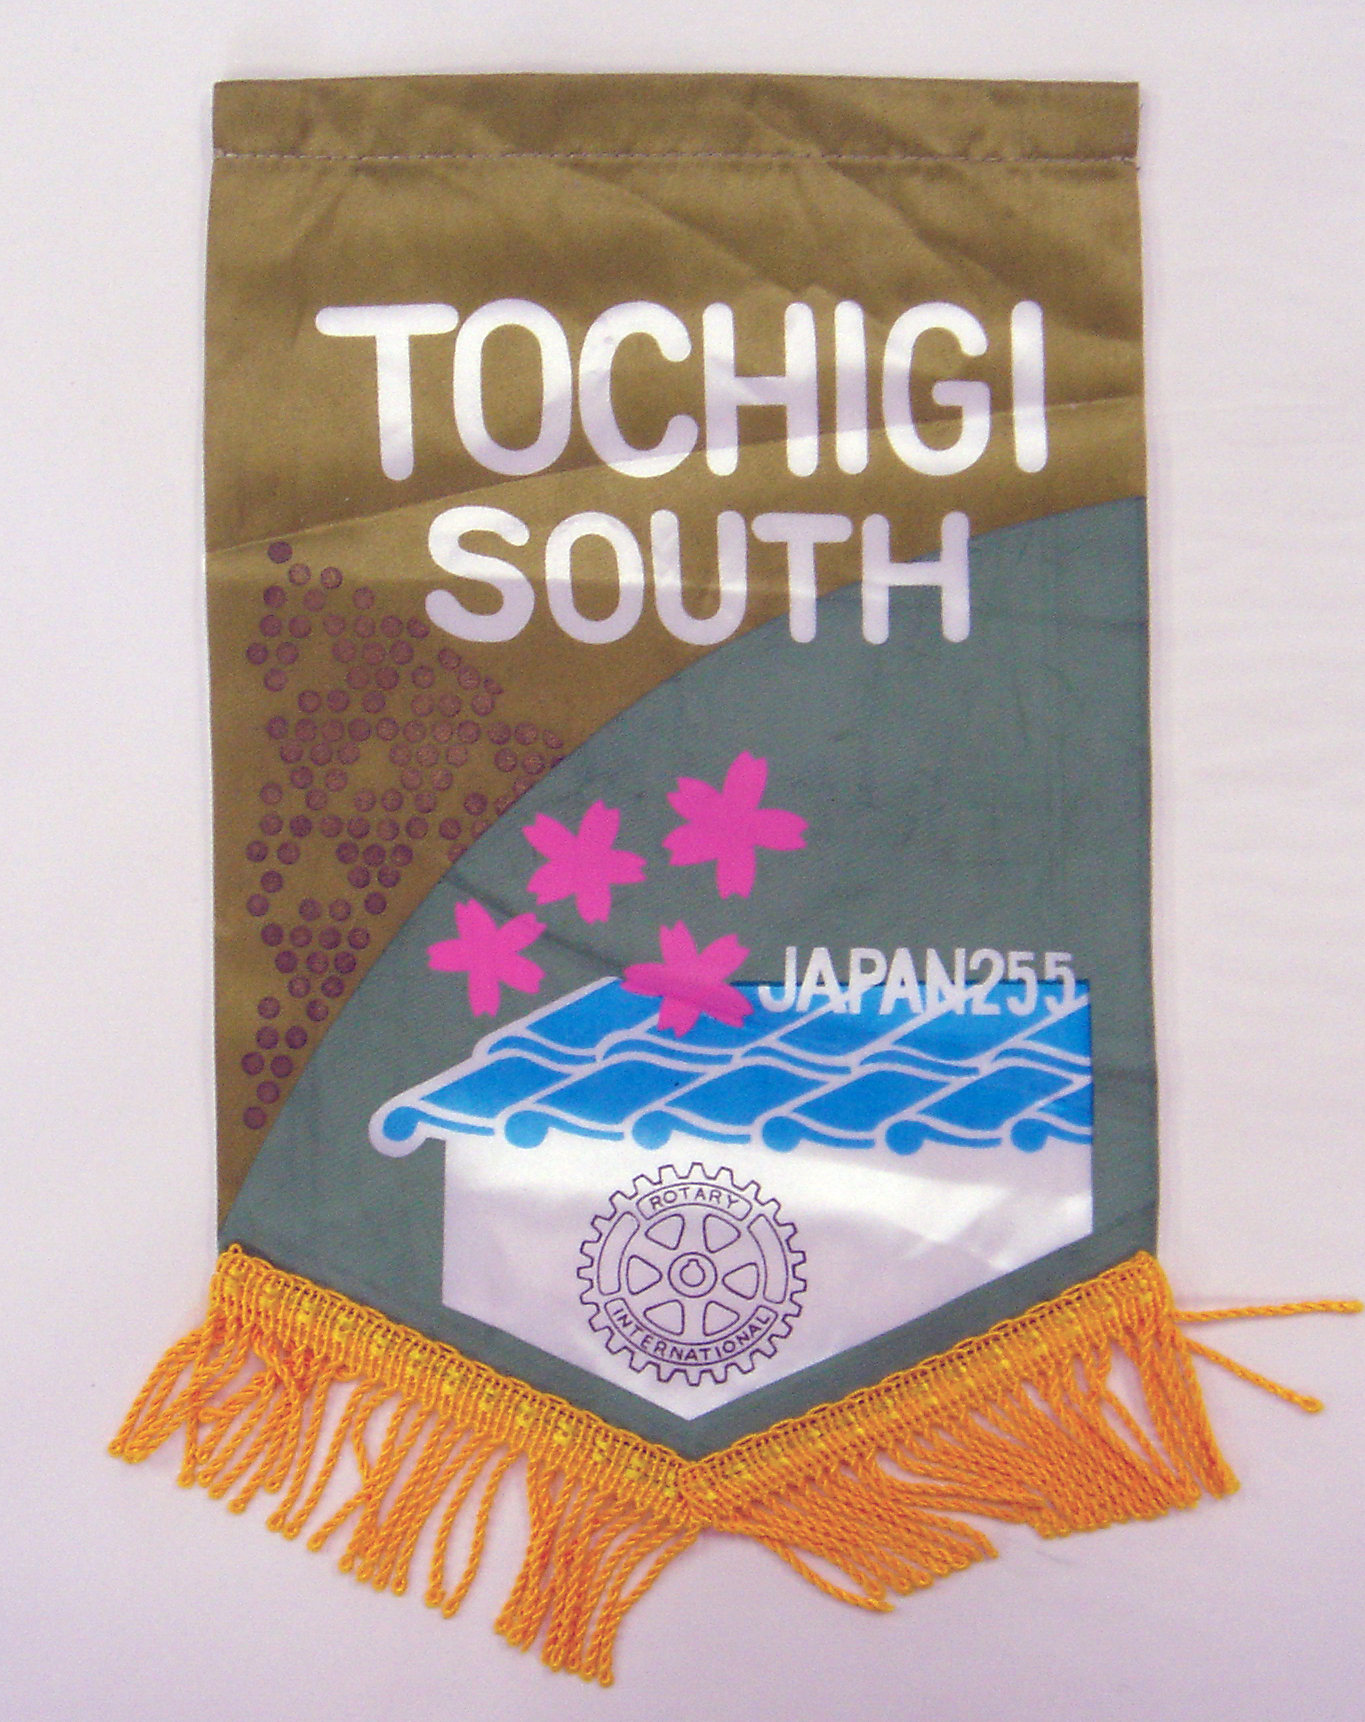 TOCHIGI
SOUTH
JAPAN255
ROTARY
INTERNATIONAL